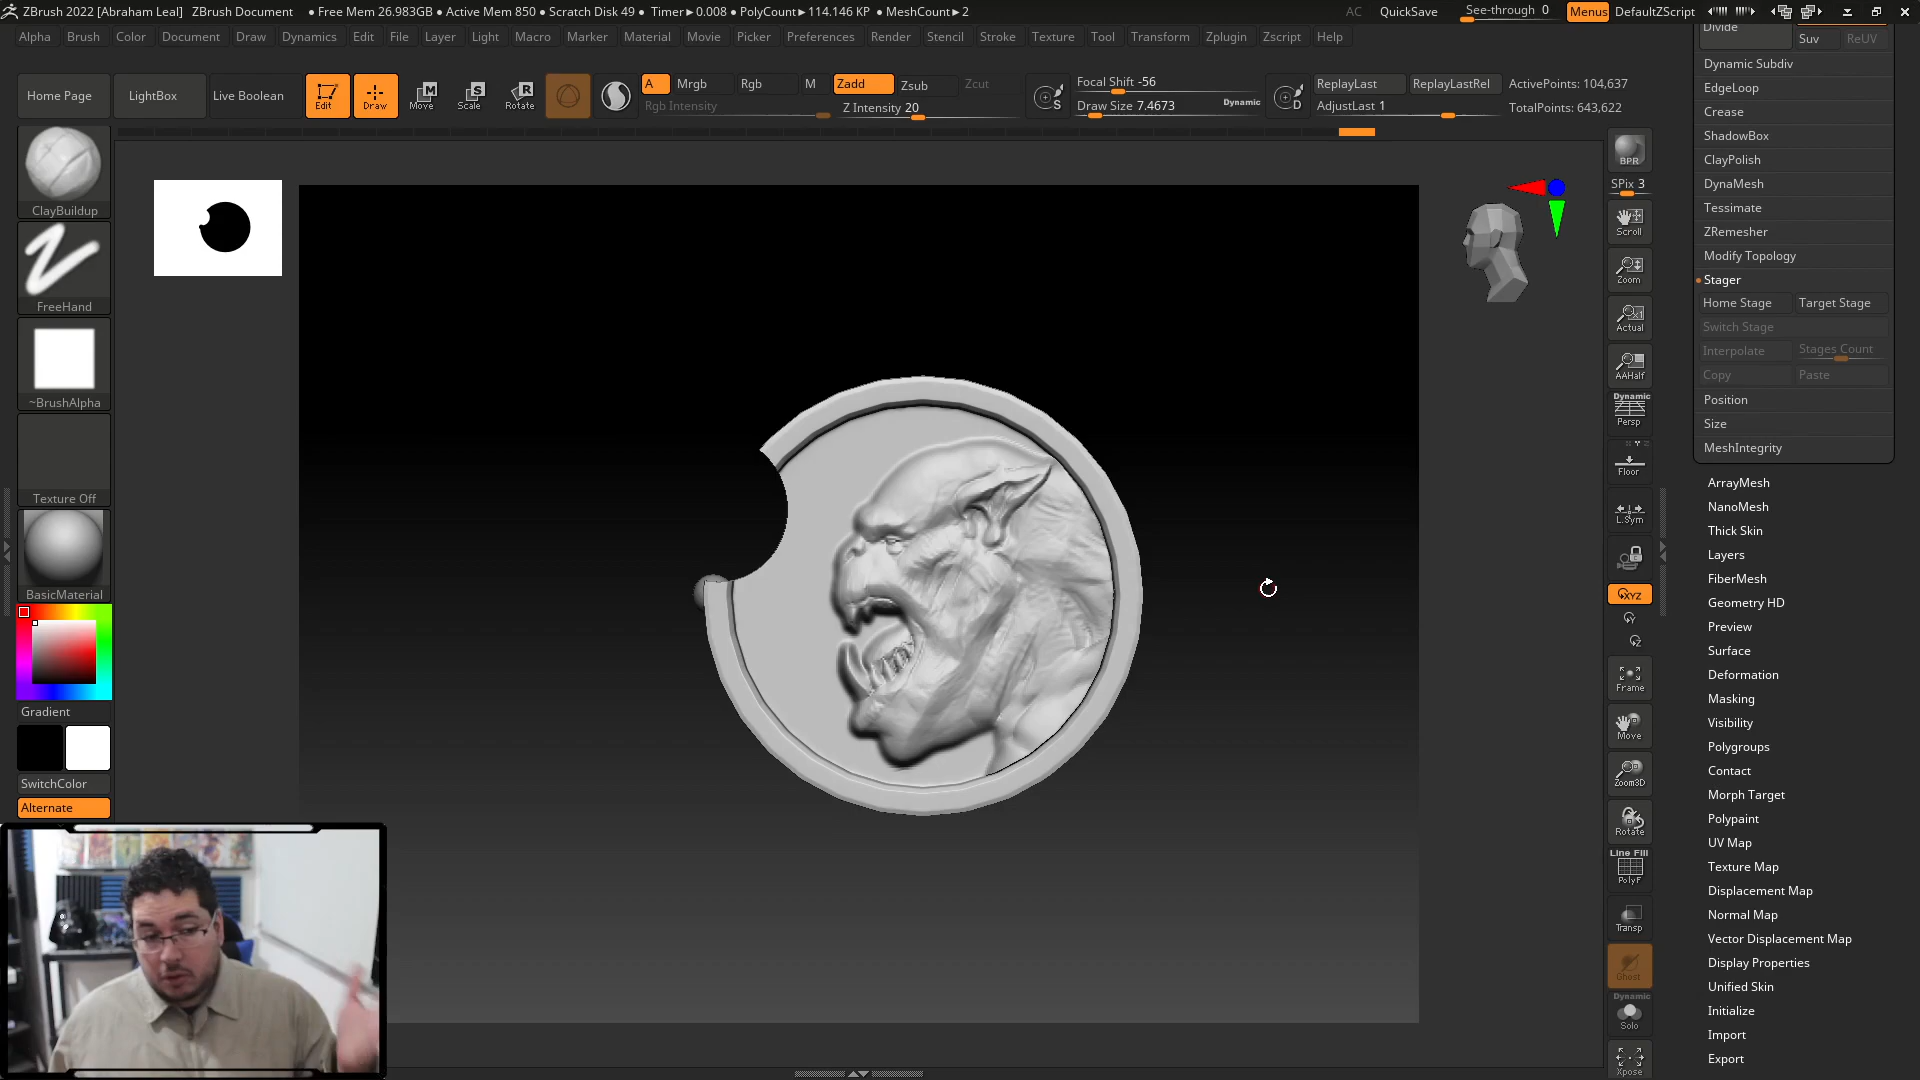 ZBrush 2022 [Abraham Leal] ZBrush Document • Free Mem 26.983GB • Active Mem 850 • Scratch Disk 49 • Timer►0.008 • PolyCount►114.146 KP • MeshCount►2 AC QuickSave See-through 0 Menus DefaultZScript
Alpha Brush Color Document Draw Dynamics Edit File Layer Light Macro Marker Material Movie Picker Preferences Render Stencil Stroke Texture Tool Transform Zplugin Zscript Help
Home Page LightBox Live Boolean Edit Draw Move Scale Rotate
A Mrgb Rgb M Zadd Zsub Zcut
Rgb Intensity Z Intensity 20
Focal Shift -56
Draw Size 7.4673 Dynamic
S D
ReplayLast ReplayLastRel ActivePoints: 104,637
AdjustLast 1 TotalPoints: 643,622
ClayBuildup
FreeHand
~BrushAlpha
Texture Off
BasicMaterial
Gradient
SwitchColor
Alternate
BPR
SPix 3
Scroll
Zoom
Actual
AAHalf
Dynamic
Persp
Floor
L.Sym
XYZ
Frame
Move
Zoom3D
Rotate
Line Fill
PolyF
Transp
Ghost
Dynamic
Solo
Xpose
Divide Suv ReUV
Dynamic Subdiv
EdgeLoop
Crease
ShadowBox
ClayPolish
DynaMesh
Tessimate
ZRemesher
Modify Topology
Stager
Home Stage Target Stage
Switch Stage
Interpolate Stages Count
Copy Paste
Position
Size
MeshIntegrity
ArrayMesh
NanoMesh
Thick Skin
Layers
FiberMesh
Geometry HD
Preview
Surface
Deformation
Masking
Visibility
Polygroups
Contact
Morph Target
Polypaint
UV Map
Texture Map
Displacement Map
Normal Map
Vector Displacement Map
Display Properties
Unified Skin
Initialize
Import
Export